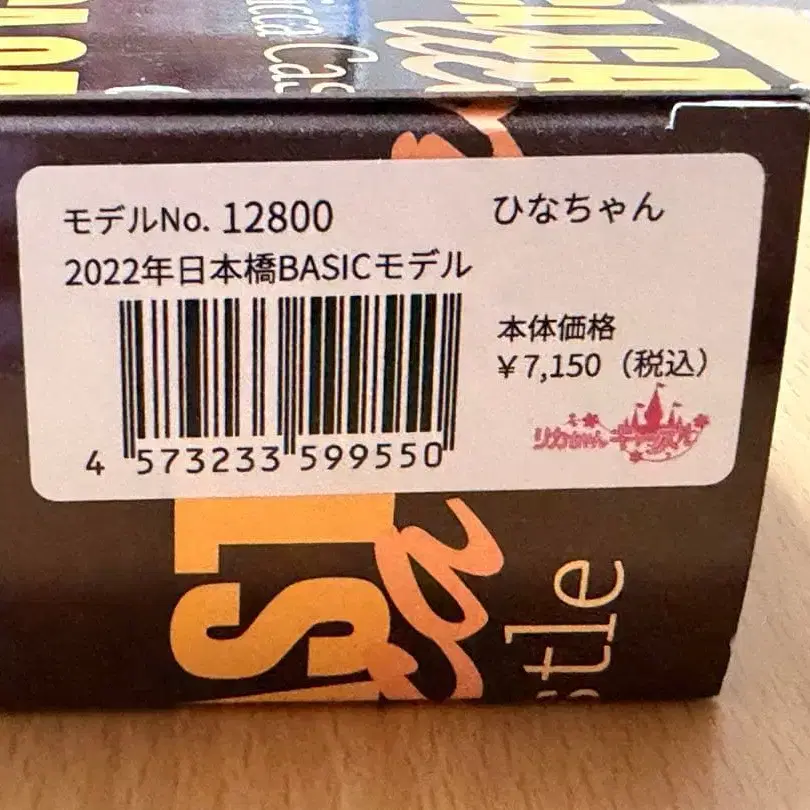 モデルNo. 12800
ひなちゃん
2022年日本橋BASICモデル
本体価格
¥7,150（税込）
リカちゃん キャッスル
4 573233 599550
stle